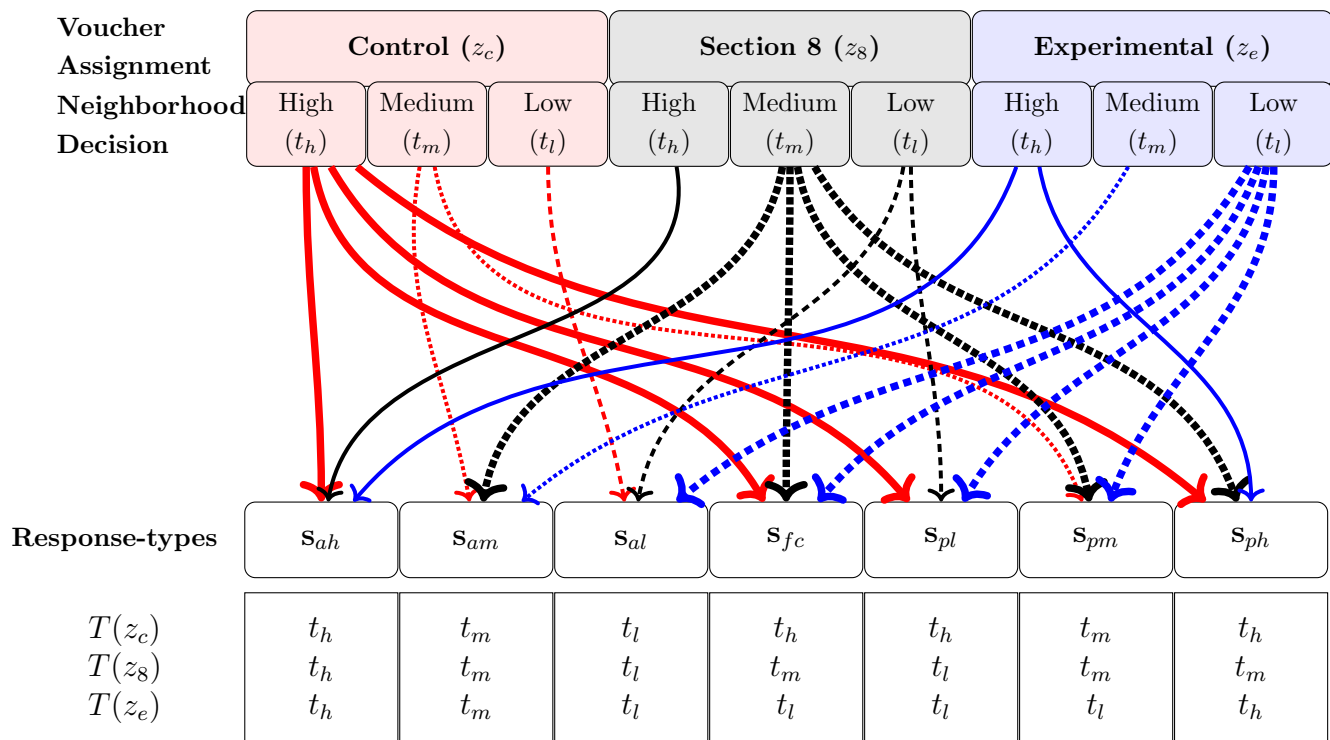 Voucher Assignment
Control (z_c) Section 8 (z_8) Experimental (z_e)
Neighborhood Decision
High (t_h) Medium (t_m) Low (t_l) High (t_h) Medium (t_m) Low (t_l) High (t_h) Medium (t_m) Low (t_l)
Response-types s_ah s_am s_al s_fc s_pl s_pm s_ph
T(z_c) t_h t_m t_l t_h t_h t_m t_h
T(z_8) t_h t_m t_l t_m t_l t_m t_m
T(z_e) t_h t_m t_l t_l t_l t_l t_h